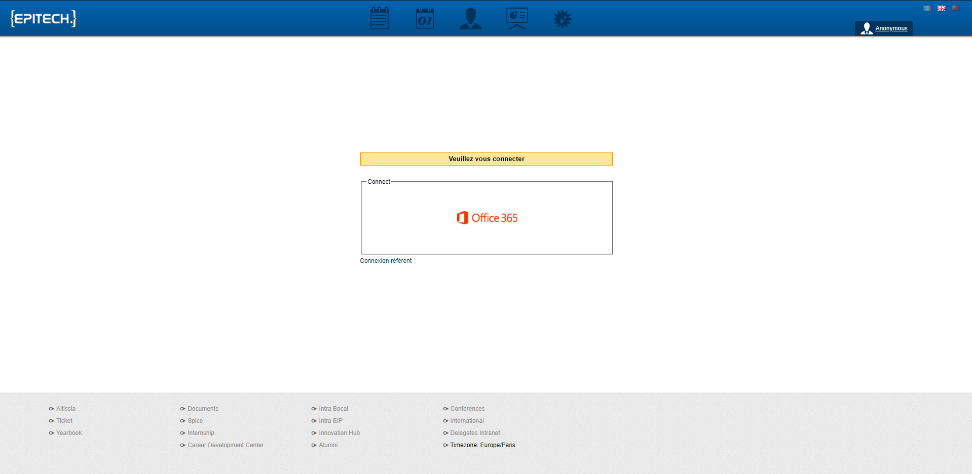 {EPITECH.}
01
Anonymous
Veuillez vous connecter
Connect
Office 365
Connexion référent
Altissia
Ticket
Yearbook
Documents
Spice
Internship
Career Development Center
Intra Bocal
Intra EIP
Innovation Hub
Alumni
Conferences
International
Delegates Intranet
Timezone: Europe/Paris